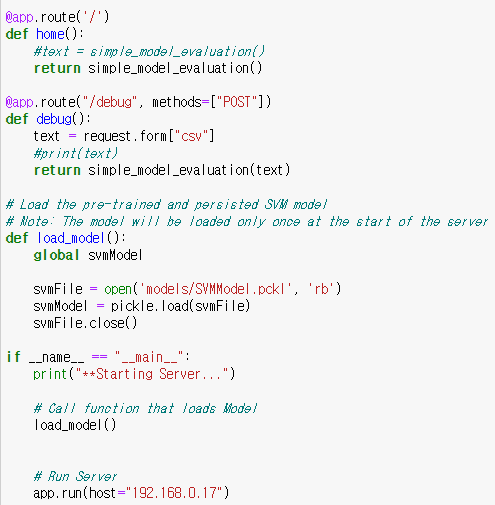 @app.route('/')
def home():
    #text = simple_model_evaluation()
    return simple_model_evaluation()

@app.route("/debug", methods=["POST"])
def debug():
    text = request.form["csv"]
    #print(text)
    return simple_model_evaluation(text)

# Load the pre-trained and persisted SVM model
# Note: The model will be loaded only once at the start of the server
def load_model():
    global svmModel

    svmFile = open('models/SVMModel.pckl', 'rb')
    svmModel = pickle.load(svmFile)
    svmFile.close()

if __name__ == "__main__":
    print("**Starting Server...")

    # Call function that loads Model
    load_model()


    # Run Server
    app.run(host="192.168.0.17")